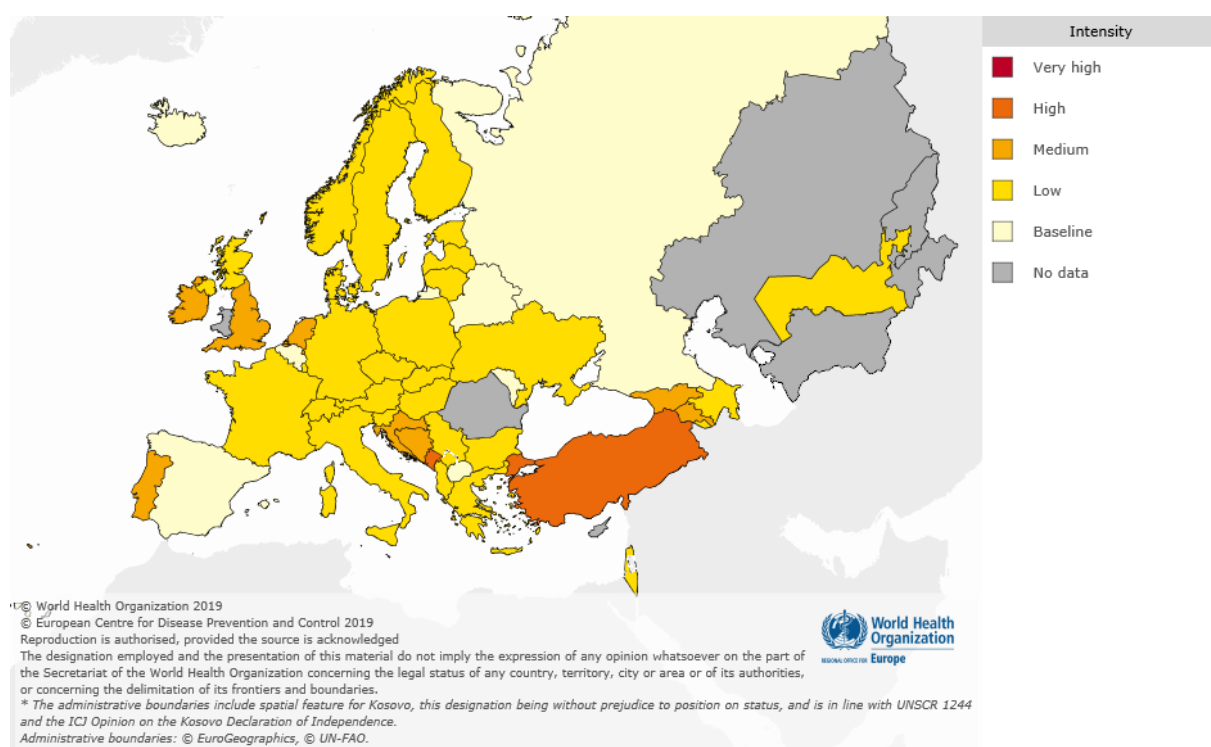 Intensity
Very high
High
Medium
Low
Baseline
No data
© World Health Organization 2019
© European Centre for Disease Prevention and Control 2019
Reproduction is authorised, provided the source is acknowledged
The designation employed and the presentation of this material do not imply the expression of any opinion whatsoever on the part of
the Secretariat of the World Health Organization concerning the legal status of any country, territory, city or area or of its authorities,
or concerning the delimitation of its frontiers and boundaries.
* The administrative boundaries include spatial feature for Kosovo, this designation being without prejudice to position on status, and is in line with UNSCR 1244
and the ICJ Opinion on the Kosovo Declaration of Independence.
Administrative boundaries: © EuroGeographics, © UN-FAO.
World Health
Organization
REGIONAL OFFICE FOR Europe